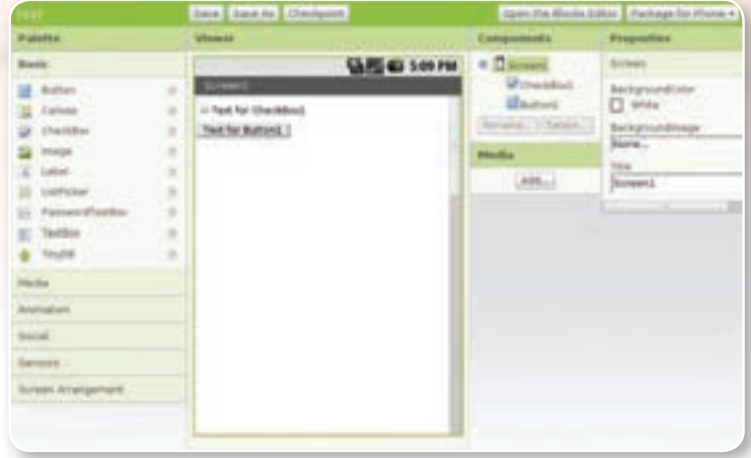 Save Save As Checkpoint Open the Blocks Editor Package for Phone
Palette
Basic
Button
Canvas
CheckBox
Image
Label
ListPicker
PasswordTextBox
TextBox
TinyDB
Media
Animation
Social
Sensors
Screen Arrangement
Viewer
5:09 PM
Screen1
Text for CheckBox1
Text for Button1
Components
Screen1
CheckBox1
Button1
Rename... Delete...
Media
Add...
Properties
Screen
BackgroundColor
White
BackgroundImage
None...
Title
Screen1